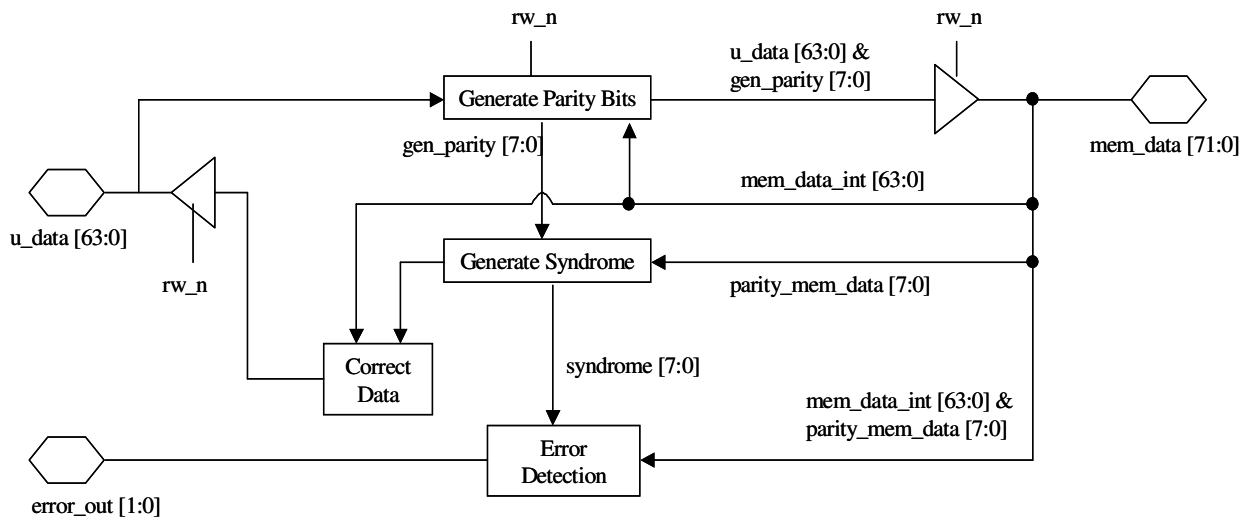 rw_n
rw_n
u_data [63:0] &
gen_parity [7:0]
Generate Parity Bits
gen_parity [7:0]
mem_data [71:0]
mem_data_int [63:0]
u_data [63:0]
rw_n
Generate Syndrome
parity_mem_data [7:0]
Correct
Data
syndrome [7:0]
mem_data_int [63:0] &
parity_mem_data [7:0]
Error
Detection
error_out [1:0]